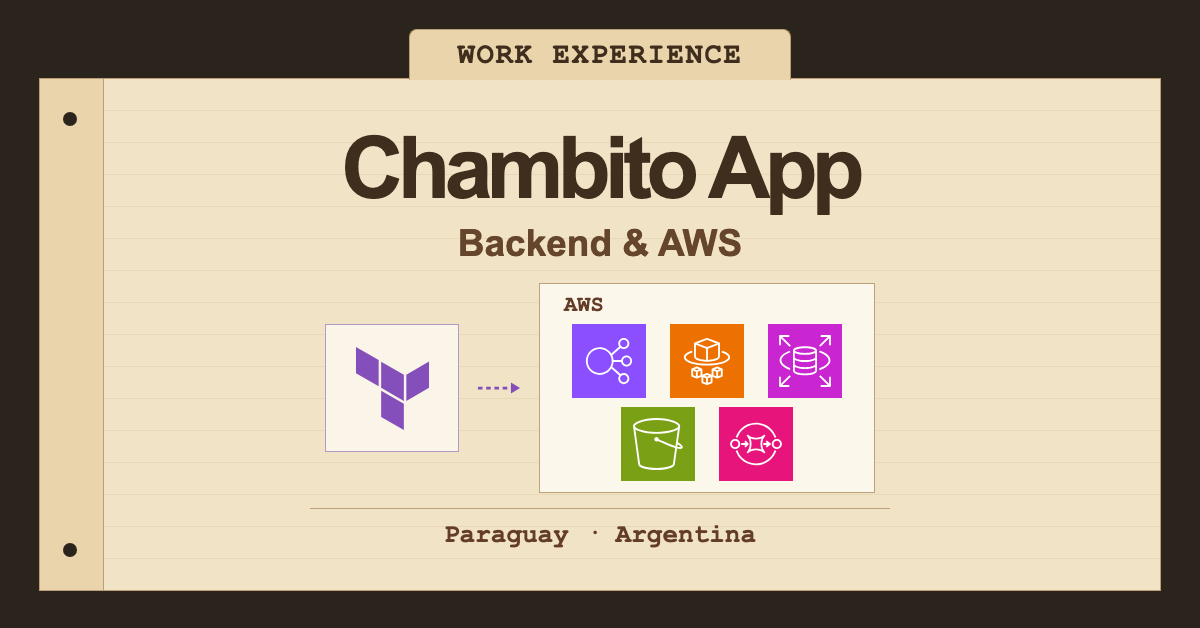 WORK EXPERIENCE
Chambito App
Backend & AWS
AWS
Paraguay · Argentina